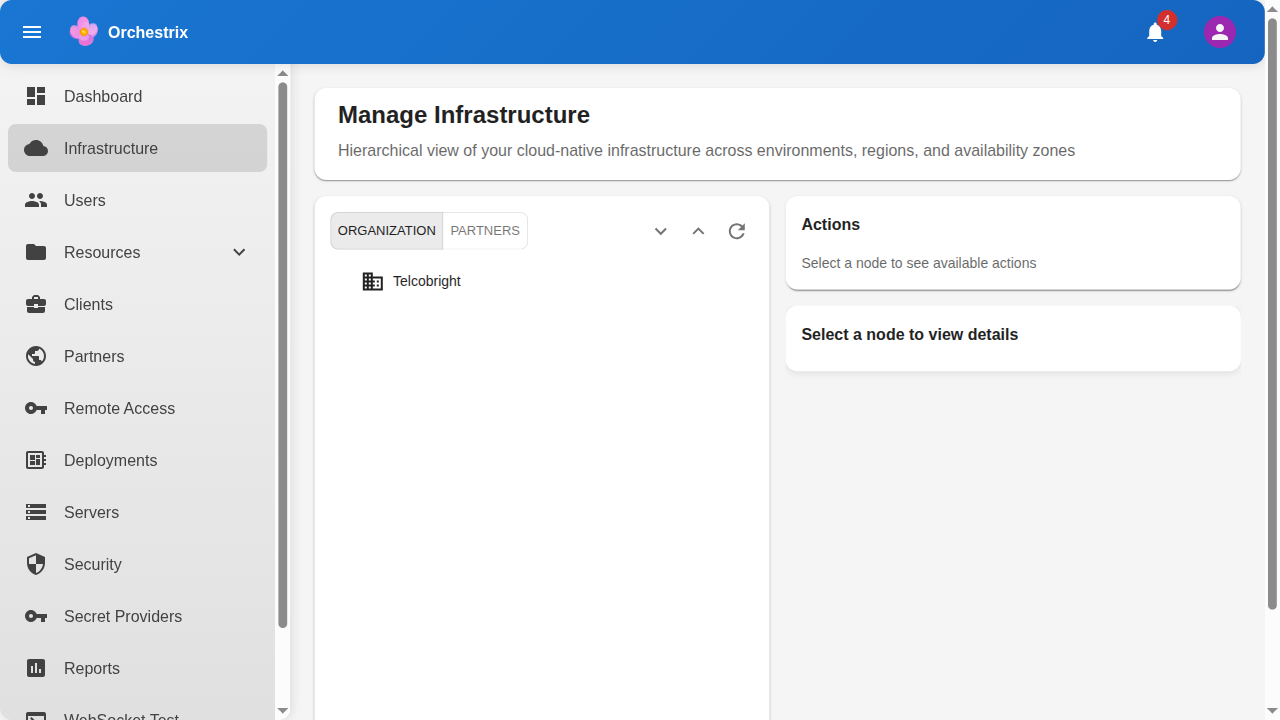 Orchestrix
4
Dashboard
Infrastructure
Users
Resources
Clients
Partners
Remote Access
Deployments
Servers
Security
Secret Providers
Reports
WebSocket Test
Manage Infrastructure
Hierarchical view of your cloud-native infrastructure across environments, regions, and availability zones
ORGANIZATION PARTNERS
Telcobright
Actions
Select a node to see available actions
Select a node to view details